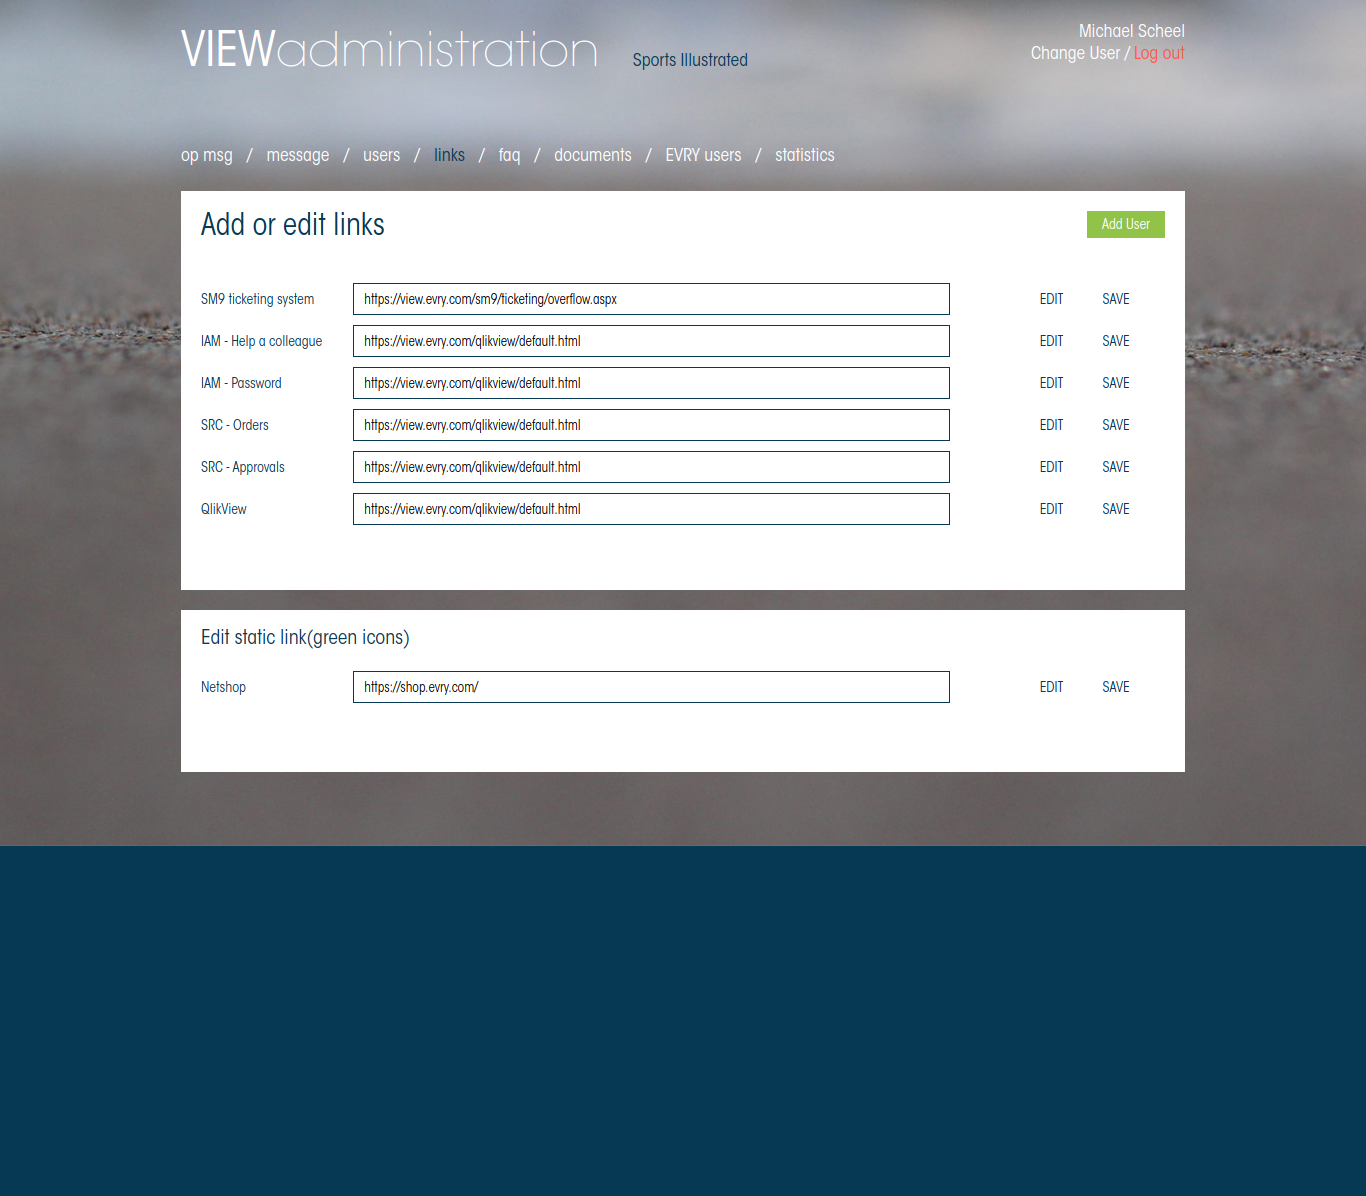 VIEWadministration
Sports Illustrated
Michael Scheel
Change User / Log out
op msg / message / users / links / faq / documents / EVRY users / statistics
Add or edit links
Add User
SM9 ticketing system https://view.evry.com/sm9/ticketing/overflow.aspx EDIT SAVE
IAM - Help a colleague https://view.evry.com/qlikview/default.html EDIT SAVE
IAM - Password https://view.evry.com/qlikview/default.html EDIT SAVE
SRC - Orders https://view.evry.com/qlikview/default.html EDIT SAVE
SRC - Approvals https://view.evry.com/qlikview/default.html EDIT SAVE
QlikView https://view.evry.com/qlikview/default.html EDIT SAVE
Edit static link(green icons)
Netshop https://shop.evry.com/ EDIT SAVE